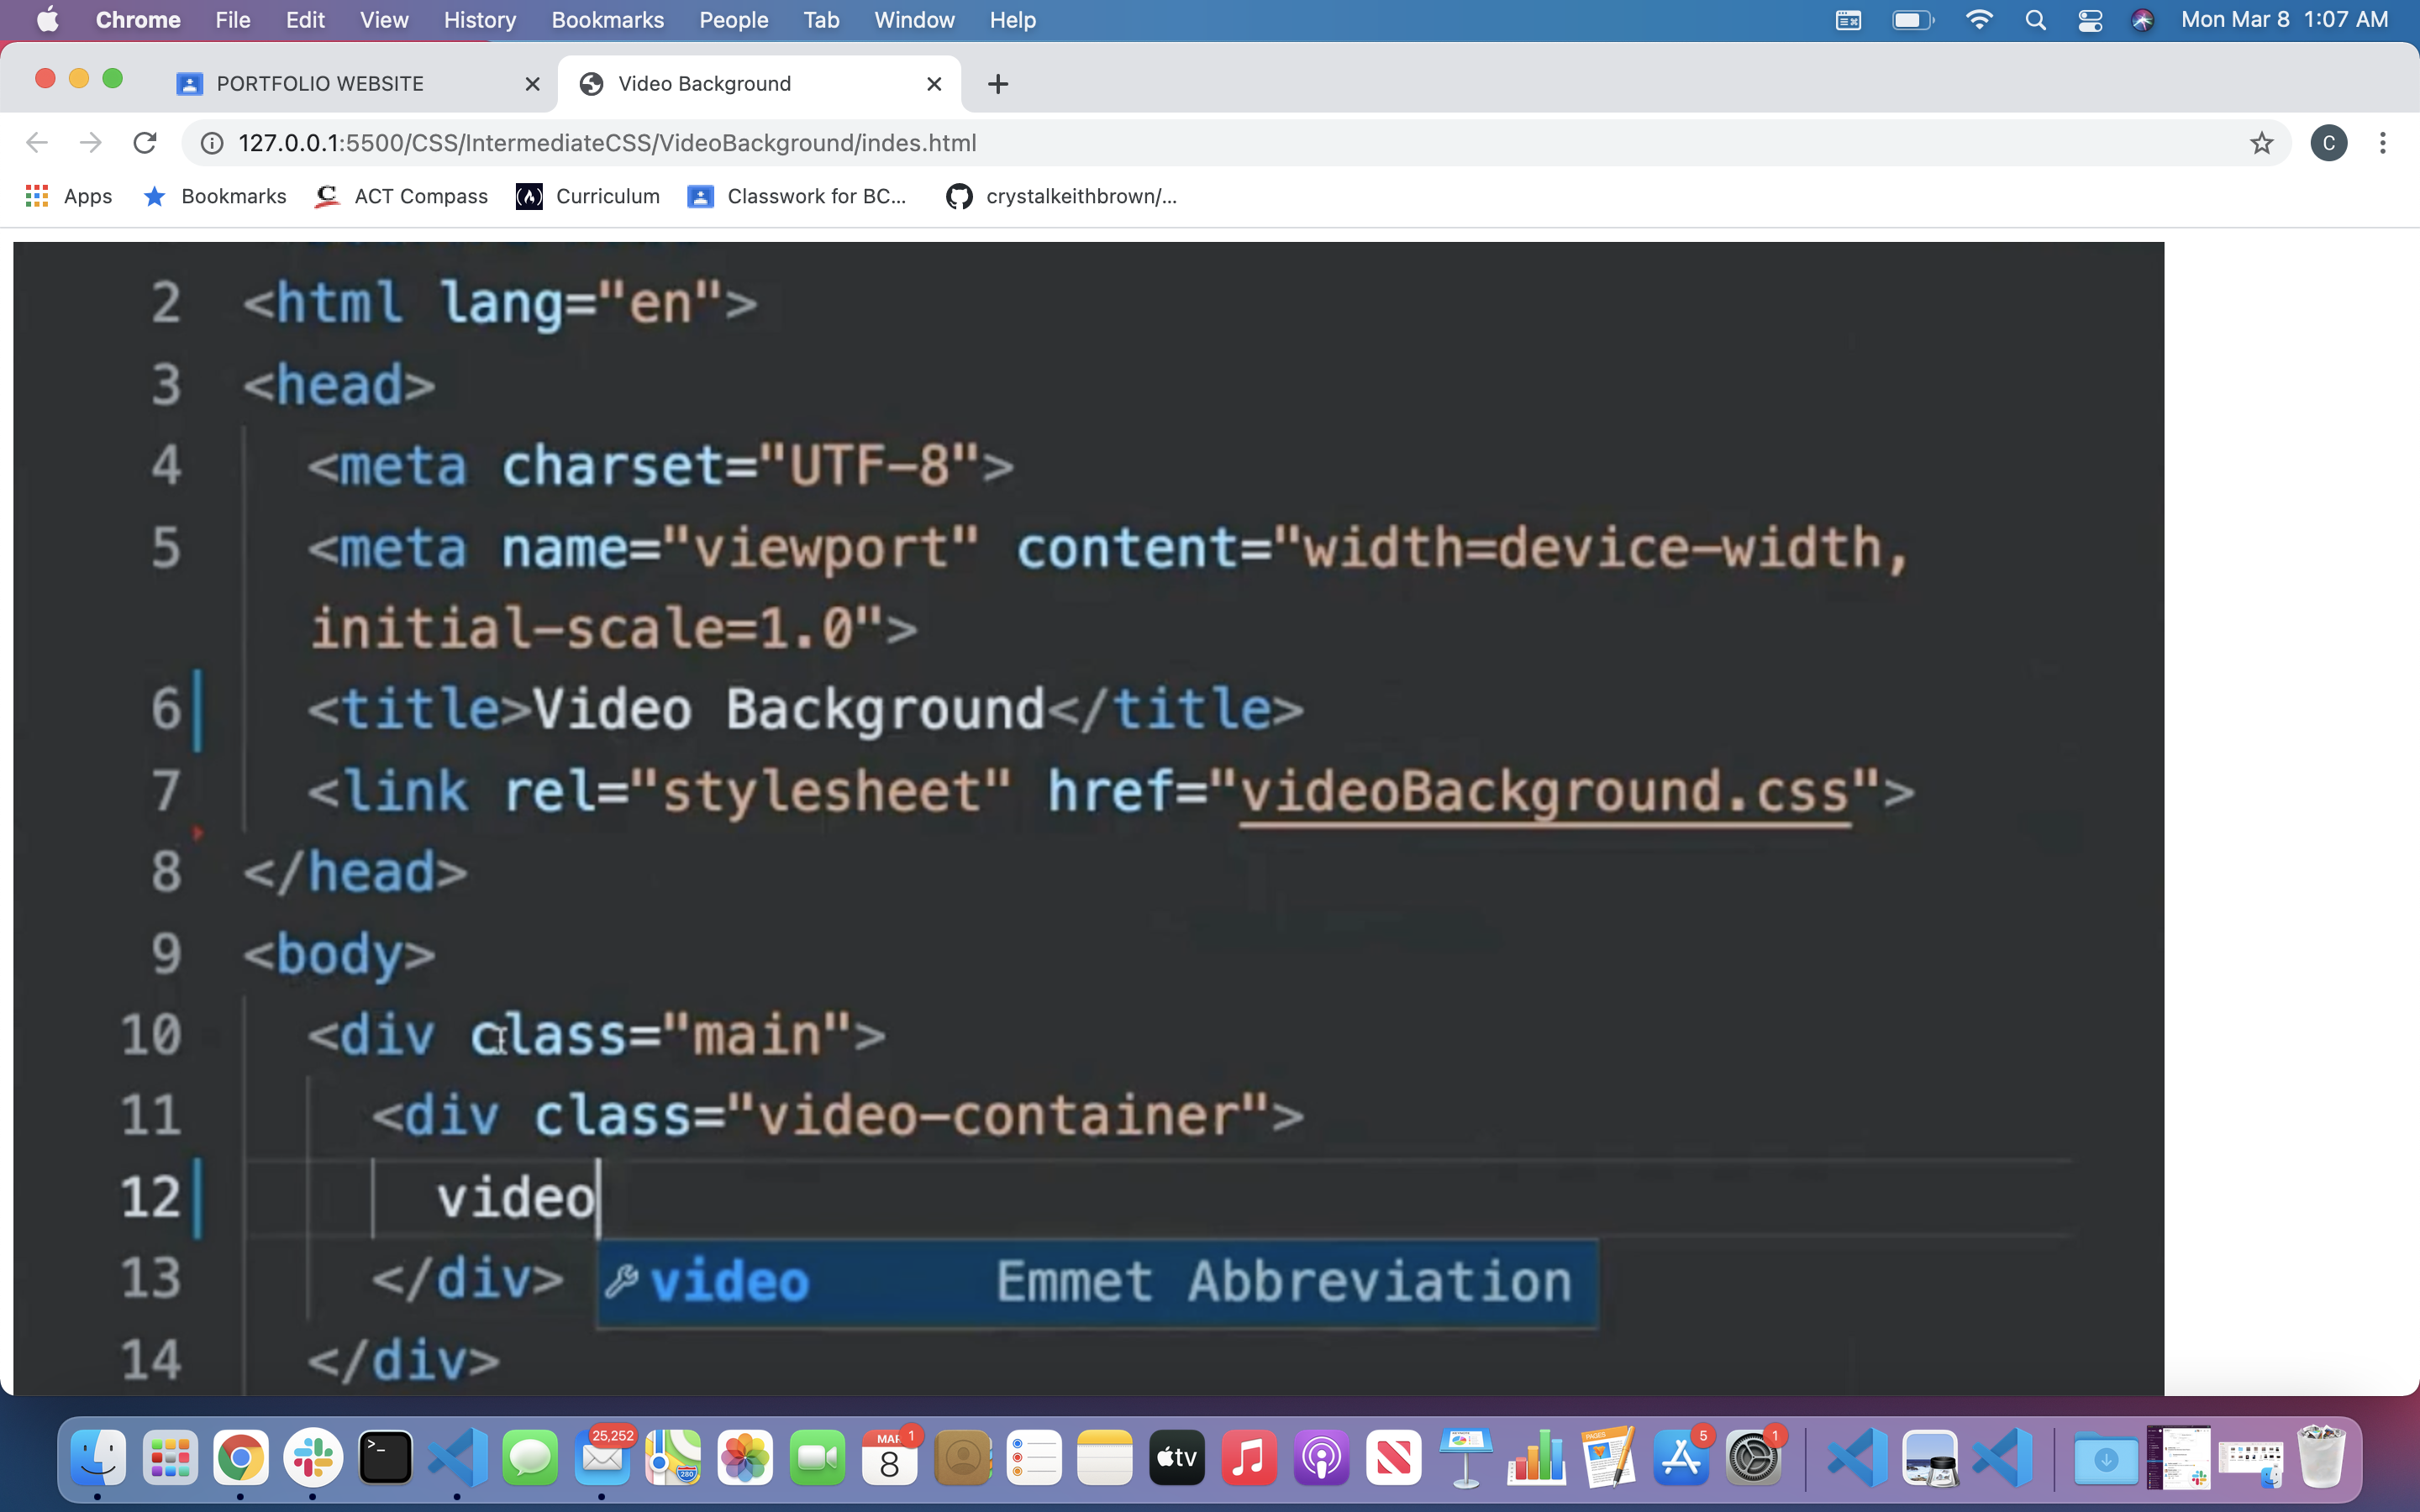 Chrome File Edit View History Bookmarks People Tab Window Help Mon Mar 8 1:07 AM
PORTFOLIO WEBSITE Video Background
127.0.0.1:5500/CSS/IntermediateCSS/VideoBackground/indes.html C
Apps Bookmarks ACT Compass Curriculum Classwork for BC... crystalkeithbrown/...
2 <html lang="en">
3 <head>
4 <meta charset="UTF-8">
5 <meta name="viewport" content="width=device-width,
initial-scale=1.0">
6 <title>Video Background</title>
7 <link rel="stylesheet" href="videoBackground.css">
8 </head>
9 <body>
10 <div class="main">
11 <div class="video-container">
12 video
13 </div> video Emmet Abbreviation
14 </div>
25,252 280 MAR 8 1 tv PAGES 5 1